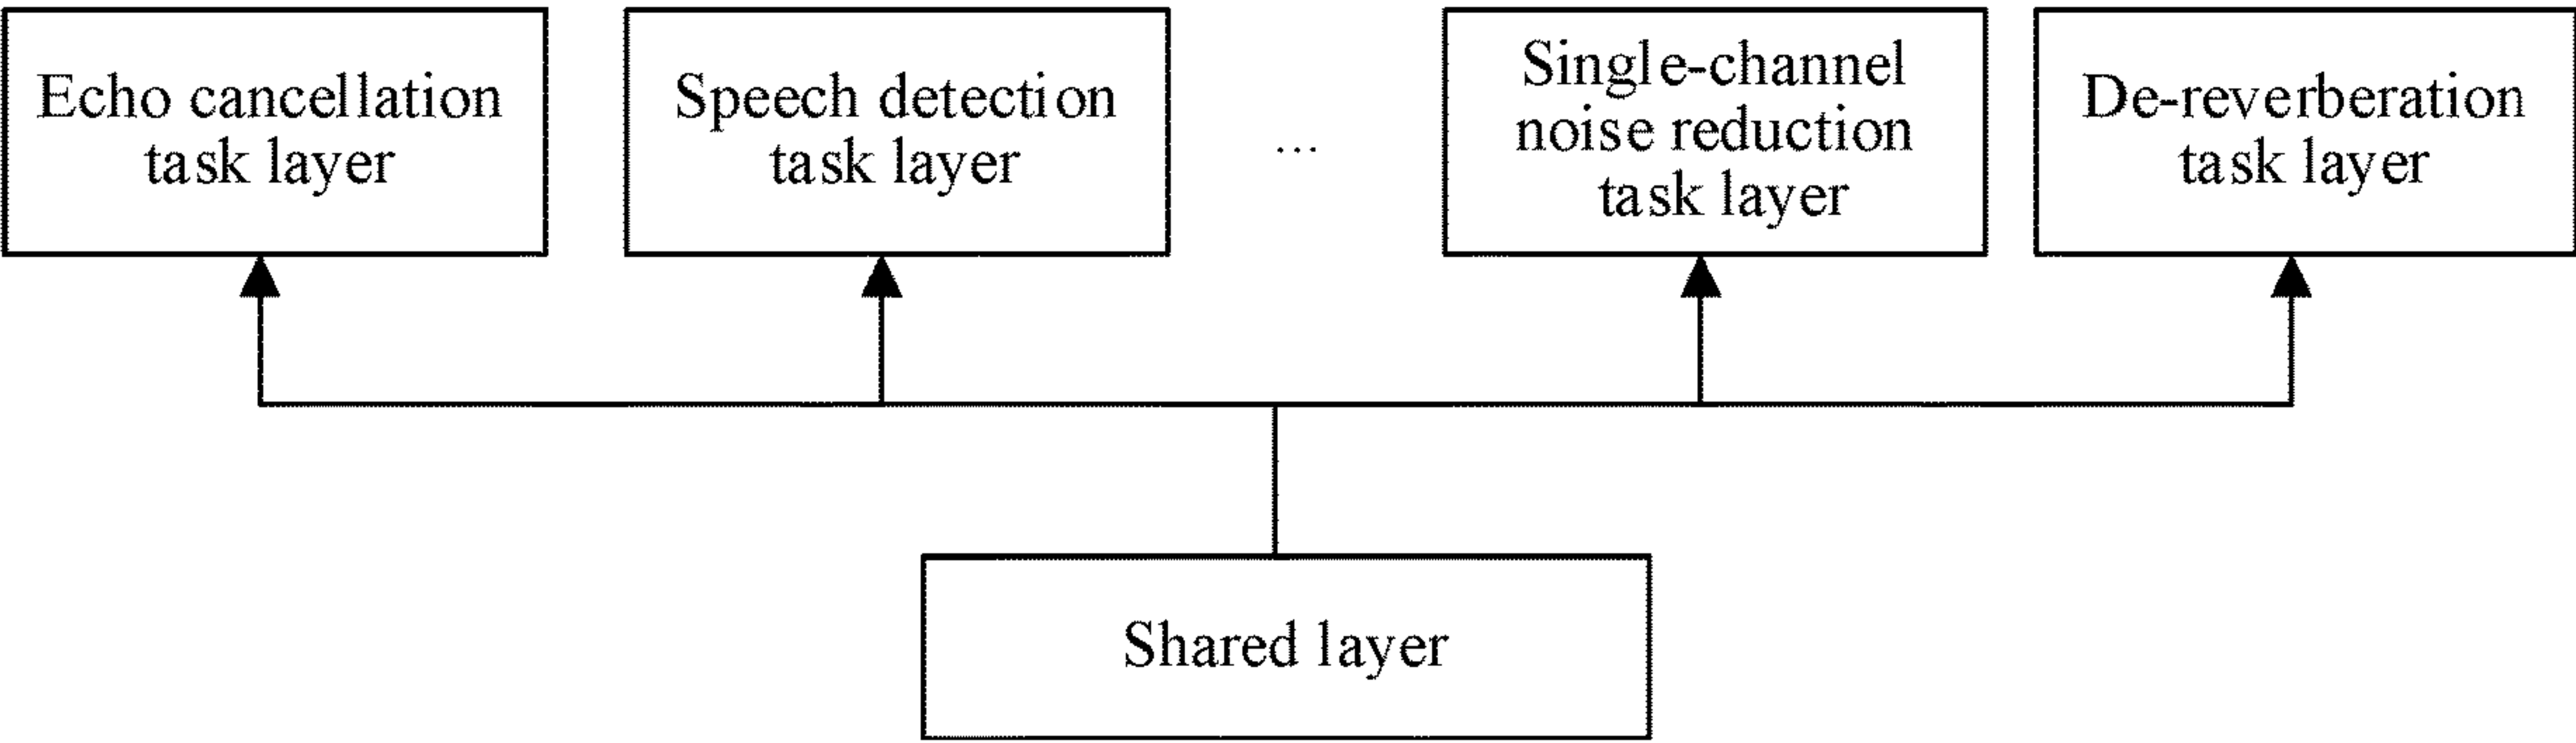 Echo cancellation
task layer
Speech detection
task layer
...
Single-channel
noise reduction
task layer
De-reverberation
task layer
Shared layer